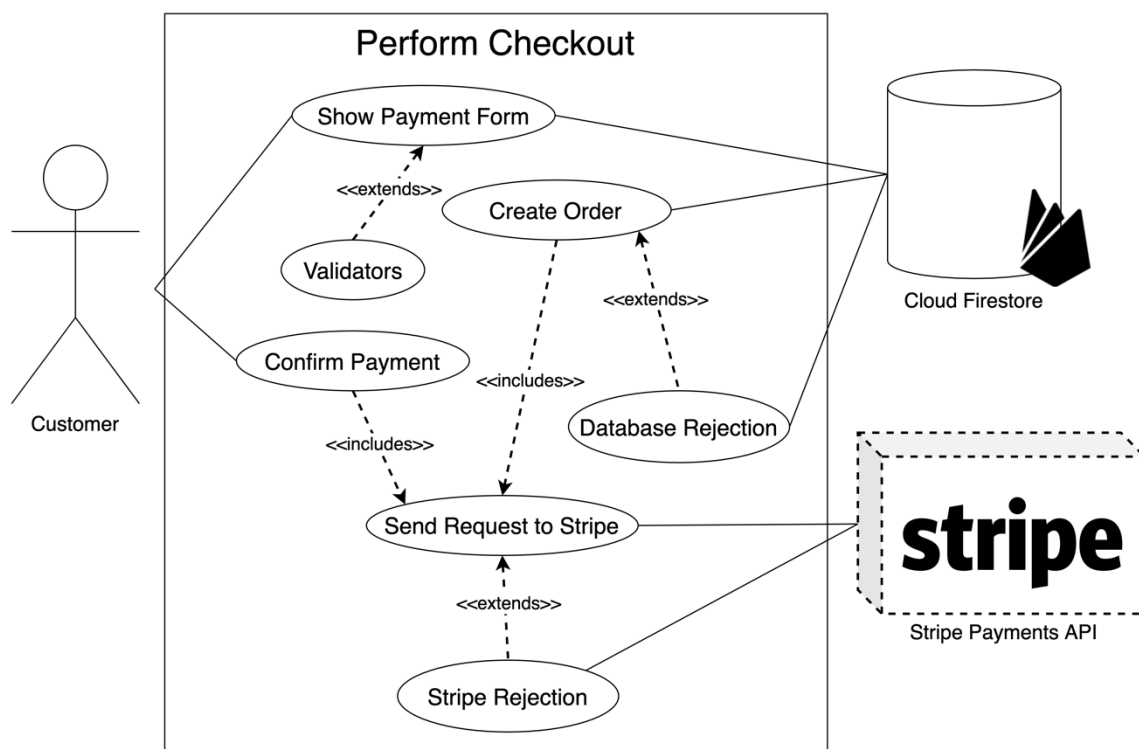 Perform Checkout
Show Payment Form
<<extends>>
Create Order
Validators
<<extends>>
Cloud Firestore
Confirm Payment
<<includes>>
Customer
Database Rejection
<<includes>>
Send Request to Stripe
stripe
<<extends>>
Stripe Payments API
Stripe Rejection